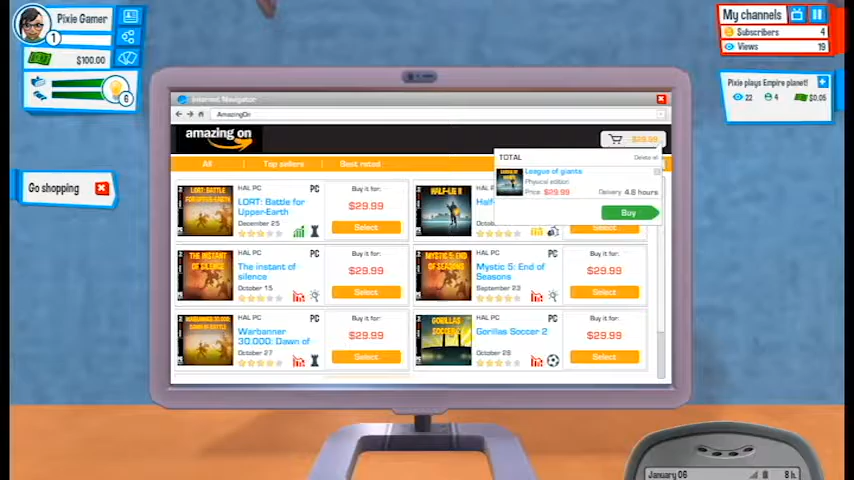 Pixie Gamer
1
$100.00
6
My channels
Subscribers 4
Views 19
Pixie plays Empire planet!
22 4 $0.05
Go shopping
Internet Navigator
AmazingOn
amazing on
$29.99
All Top sellers Best rated
TOTAL Delete all
League of giants
Physical edition
Price $29.99 Delivery 4.8 hours
Buy
HAL PC PC
LORT: Battle for
Upper-Earth
December 25
Buy it for:
$29.99
Select
HAL PC
Half-
HAL PC PC
The instant of
silence
October 15
Buy it for:
$29.99
Select
HAL PC PC
Mystic 5: End of
Seasons
September 23
Buy it for:
$29.99
Select
HAL PC PC
Warbanner
30.000: Dawn of
October 27
Buy it for:
$29.99
Select
HAL PC PC
Gorillas Soccer 2
October 26
Buy it for:
$29.99
Select
January 06 8 h.